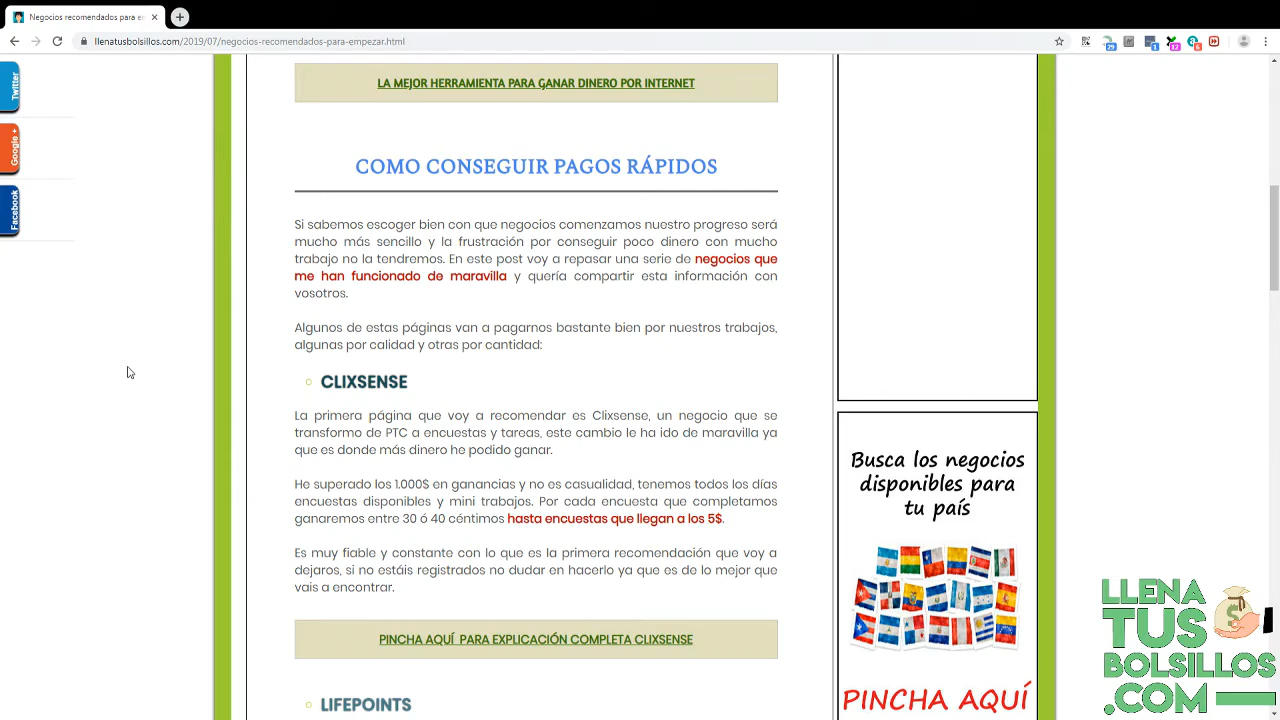 Negocios recomendados para e
llenatusbolsillos.com/2019/07/negocios-recomendados-para-empezar.html
29
1
12
6
Twitter
Google +
Facebook
LA MEJOR HERRAMIENTA PARA GANAR DINERO POR INTERNET
COMO CONSEGUIR PAGOS RÁPIDOS
Si sabemos escoger bien con que negocios comenzamos nuestro progreso será
mucho más sencillo y la frustración por conseguir poco dinero con mucho
trabajo no la tendremos. En este post voy a repasar una serie de negocios que
me han funcionado de maravilla y quería compartir esta información con
vosotros.
Algunos de estas páginas van a pagarnos bastante bien por nuestros trabajos,
algunas por calidad y otras por cantidad:
CLIXSENSE
La primera página que voy a recomendar es Clixsense, un negocio que se
transformo de PTC a encuestas y tareas, este cambio le ha ido de maravilla ya
que es donde más dinero he podido ganar.
He superado los 1.000$ en ganancias y no es casualidad, tenemos todos los días
encuestas disponibles y mini trabajos. Por cada encuesta que completamos
ganaremos entre 30 ó 40 céntimos hasta encuestas que llegan a los 5$.
Es muy fiable y constante con lo que es la primera recomendación que voy a
dejaros, si no estáis registrados no dudar en hacerlo ya que es de lo mejor que
vais a encontrar.
PINCHA AQUÍ PARA EXPLICACIÓN COMPLETA CLIXSENSE
LIFEPOINTS
Busca los negocios
disponibles para
tu país
PINCHA AQUÍ
LLENA
TUS
BOLSILLOS
.COM